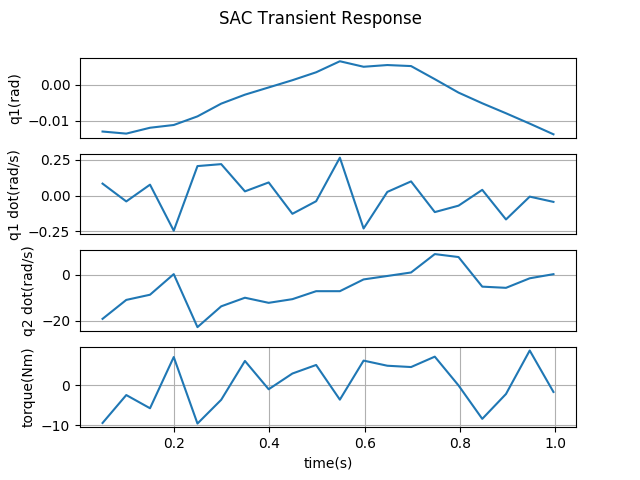 SAC Transient Response
q1(rad)
0.00
−0.01
q1 dot(rad/s)
0.25
0.00
−0.25
q2 dot(rad/s)
0
−20
torque(Nm)
0
−10
0.2 0.4 0.6 0.8 1.0
time(s)